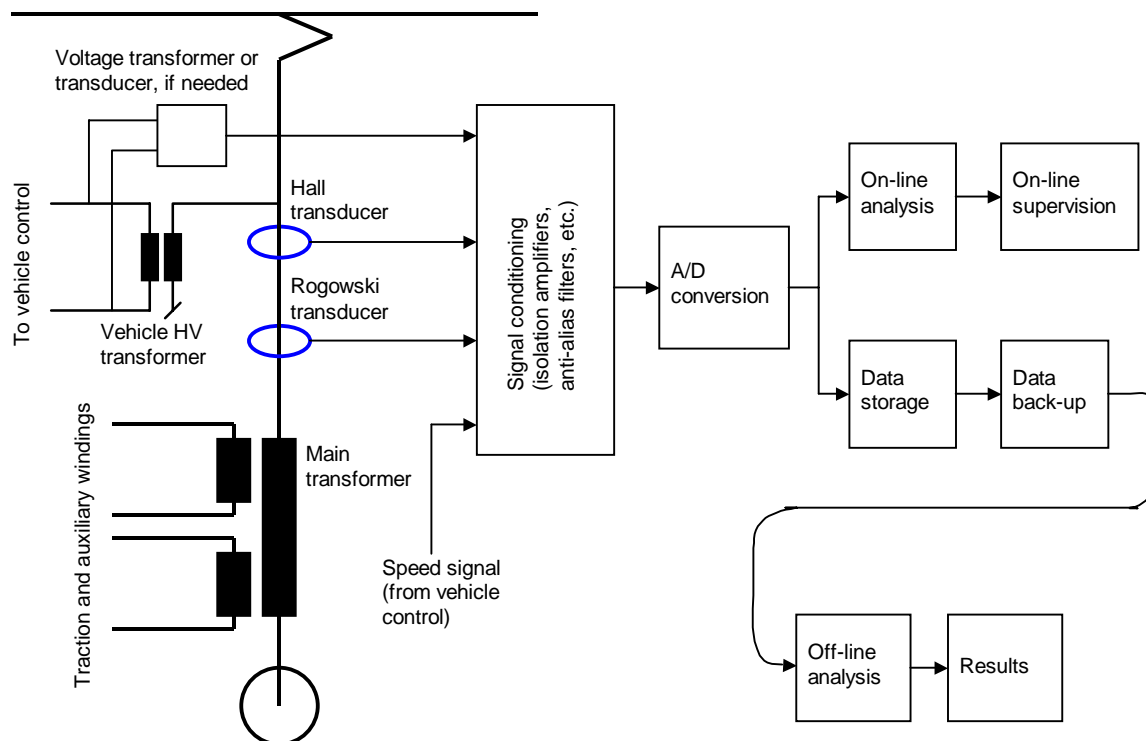 Voltage transformer or
transducer, if needed
To vehicle control
Vehicle HV
transformer
Hall
transducer
Rogowski
transducer
Traction and auxiliary windings
Main
transformer
Speed signal
(from vehicle
control)
Signal conditioning
(isolation amplifiers,
anti-alias filters, etc.)
A/D
conversion
On-line
analysis
On-line
supervision
Data
storage
Data
back-up
Off-line
analysis
Results